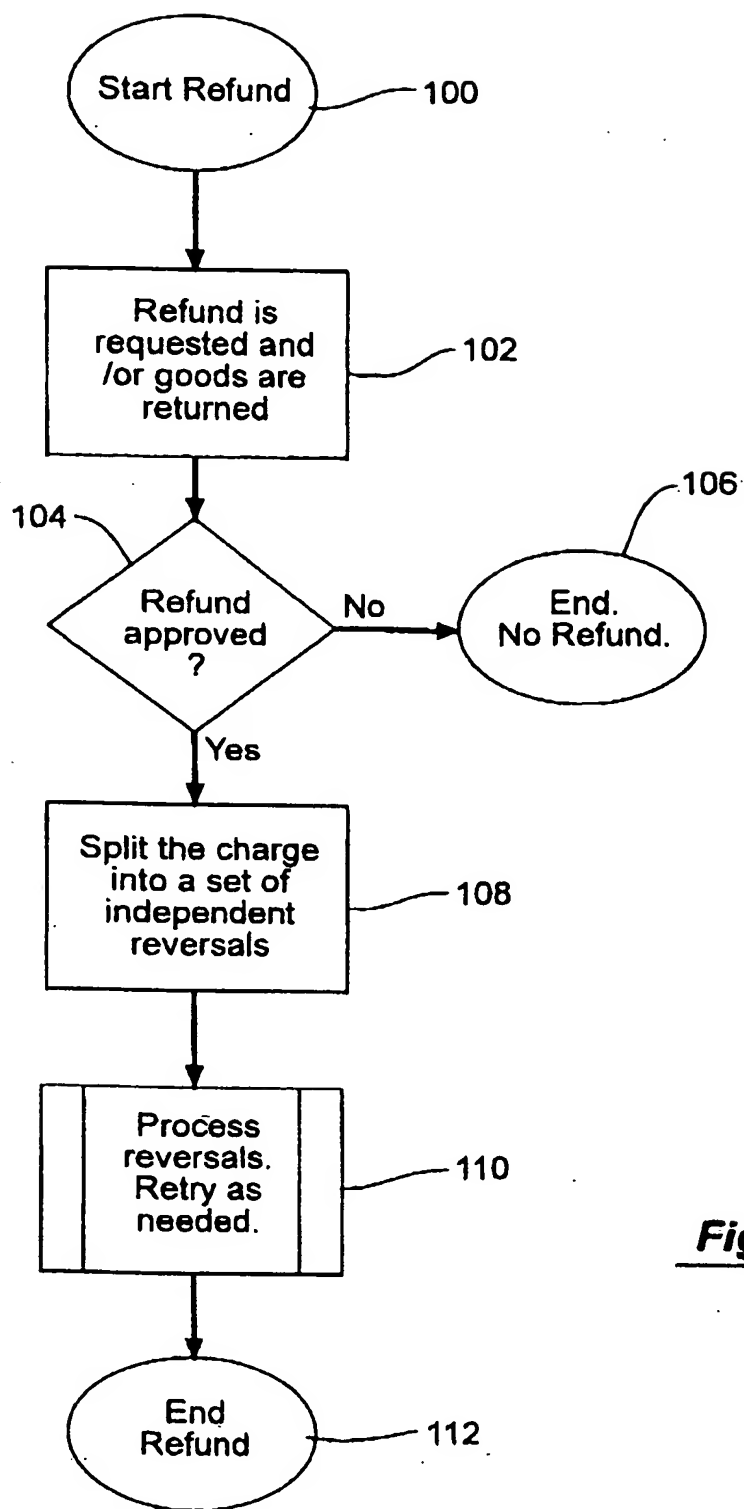 Start Refund
100
Refund is
requested and
/or goods are
returned
102
104
106
Refund
approved
?
No
End.
No Refund.
Yes
Split the charge
into a set of
independent
reversals
108
Process
reversals.
Retry as
needed.
110
End
Refund
112